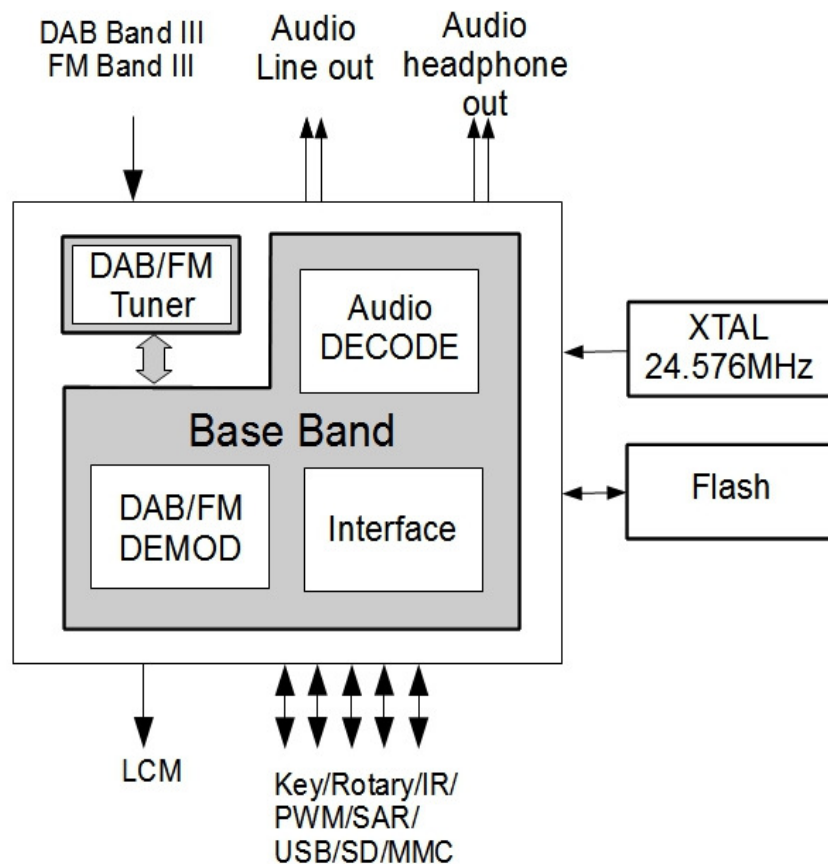 DAB Band III
FM Band III
Audio
Line out
Audio
headphone
out
DAB/FM
Tuner
Audio
DECODE
XTAL
24.576MHz
Base Band
DAB/FM
DEMOD
Interface
Flash
LCM
Key/Rotary/IR/
PWM/SAR/
USB/SD/MMC